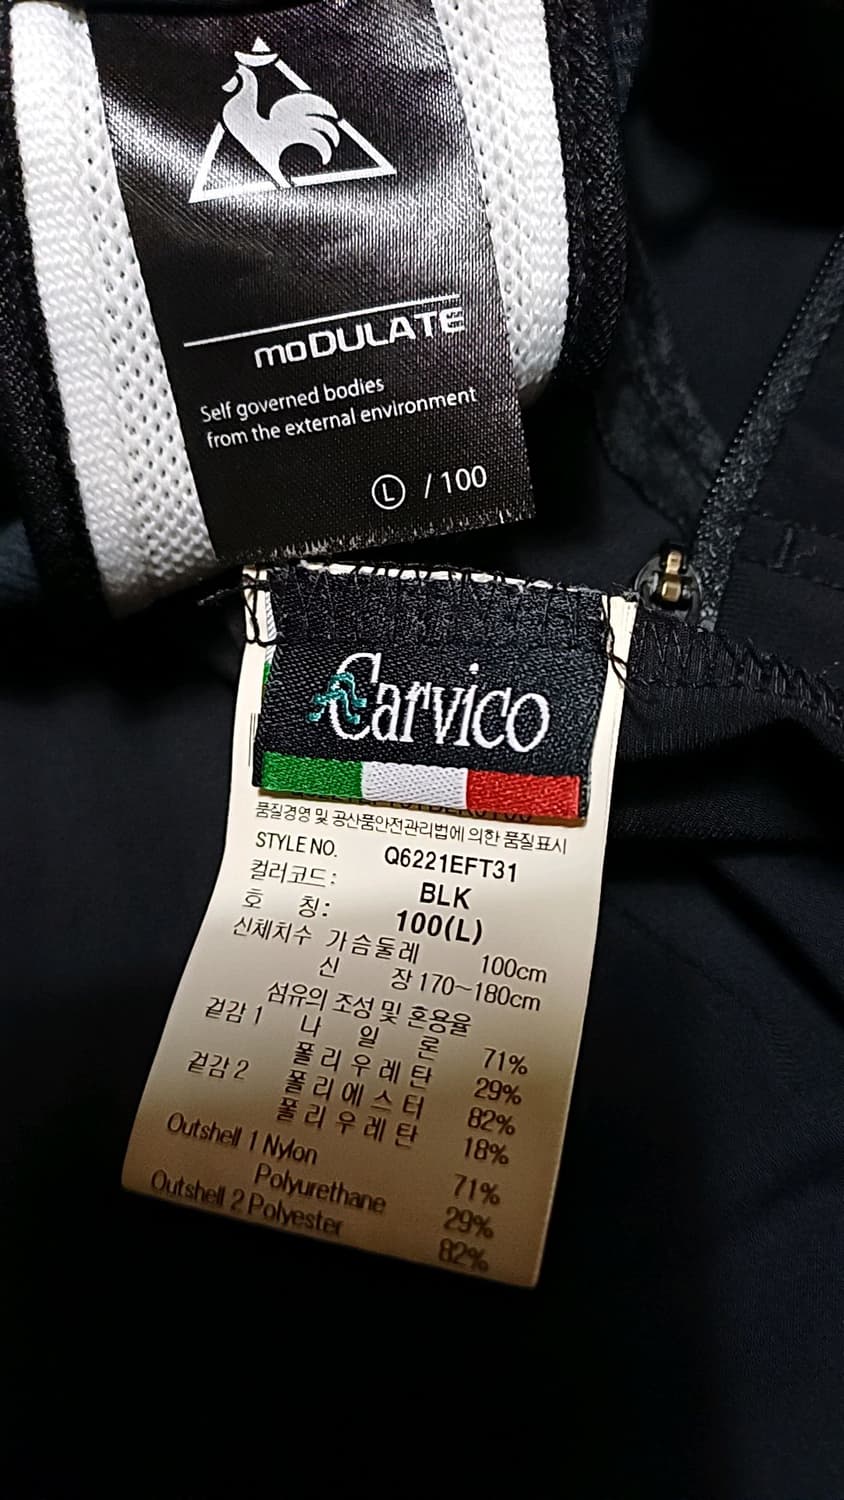 moDULATE
Self governed bodies
from the external environment
L / 100
Carvico
품질경영 및 공산품안전관리법에 의한 품질표시
STYLE NO. Q6221EFT31
컬러코드: BLK
호 칭: 100(L)
신체치수 가슴둘레 100cm
신 장 170~180cm
섬유의 조성 및 혼용율
겉감 1 나 일 론 71%
폴리우레탄 29%
겉감 2 폴리에스터 82%
폴리우레탄 18%
Outshell 1 Nylon 71%
Polyurethane 29%
Outshell 2 Polyester 82%